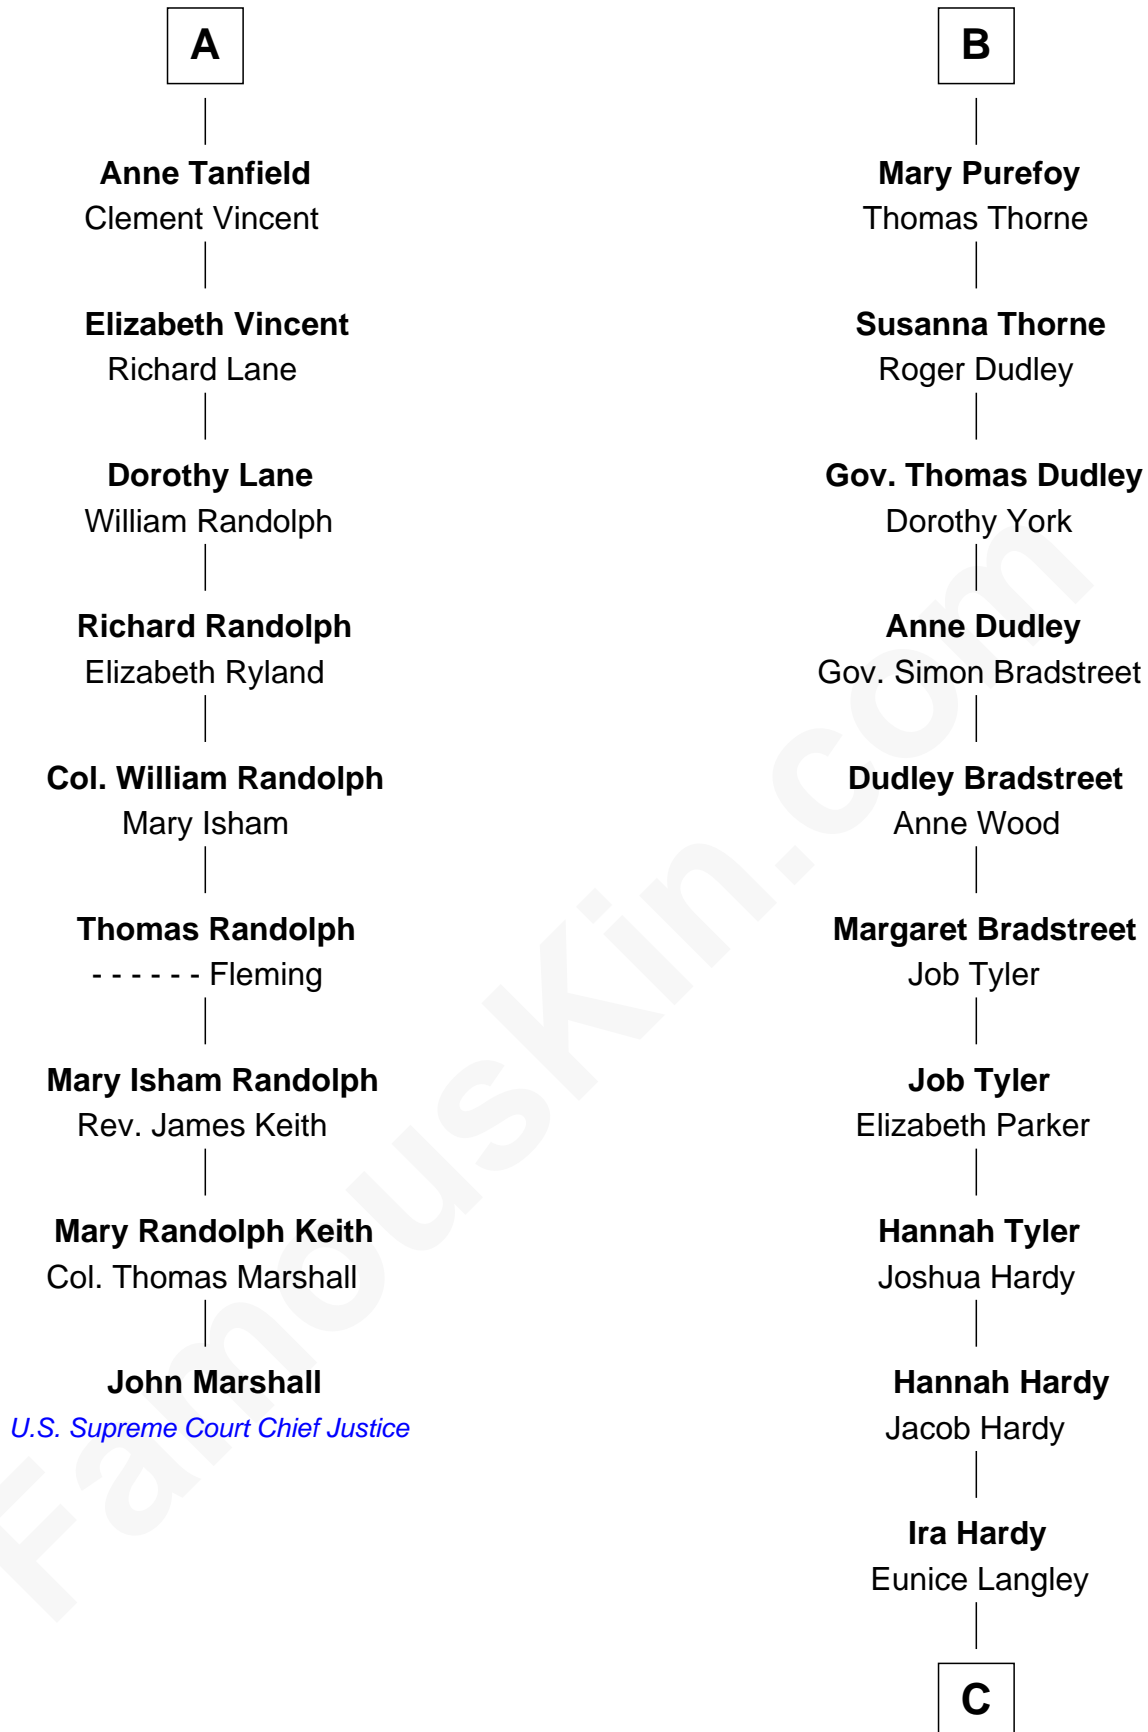 A
Anne Tanfield
Clement Vincent
Elizabeth Vincent
Richard Lane
Dorothy Lane
William Randolph
Richard Randolph
Elizabeth Ryland
Col. William Randolph
Mary Isham
Thomas Randolph
- - - - - - Fleming
Mary Isham Randolph
Rev. James Keith
Mary Randolph Keith
Col. Thomas Marshall
John Marshall
U.S. Supreme Court Chief Justice
B
Mary Purefoy
Thomas Thorne
Susanna Thorne
Roger Dudley
Gov. Thomas Dudley
Dorothy York
Anne Dudley
Gov. Simon Bradstreet
Dudley Bradstreet
Anne Wood
Margaret Bradstreet
Job Tyler
Job Tyler
Elizabeth Parker
Hannah Tyler
Joshua Hardy
Hannah Hardy
Jacob Hardy
Ira Hardy
Eunice Langley
C
FamousKin.com